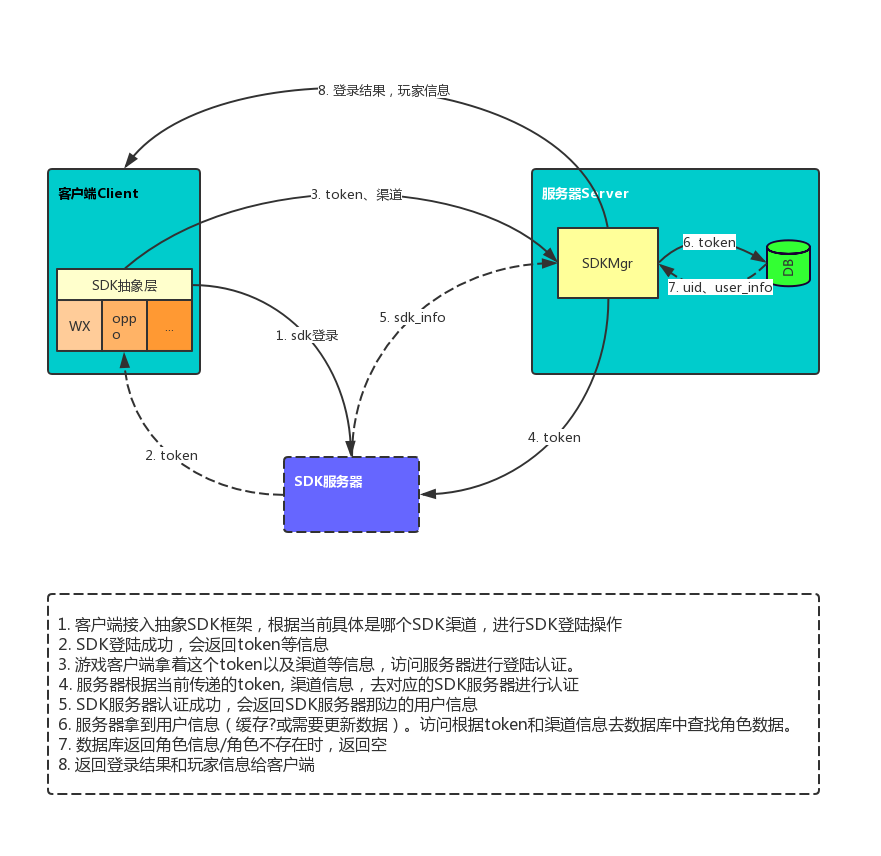 8. 登录结果，玩家信息
客户端Client
3. token、渠道
服务器Server
6. token
SDKMgr
DB
7. uid、user_info
SDK抽象层
WX
opp
o
...
5. sdk_info
1. sdk登录
2. token
4. token
SDK服务器
1. 客户端接入抽象SDK框架，根据当前具体是哪个SDK渠道，进行SDK登陆操作
2. SDK登陆成功，会返回token等信息
3. 游戏客户端拿着这个token以及渠道等信息，访问服务器进行登陆认证。
4. 服务器根据当前传递的token, 渠道信息，去对应的SDK服务器进行认证
5. SDK服务器认证成功，会返回SDK服务器那边的用户信息
6. 服务器拿到用户信息（缓存?或需要更新数据）。访问根据token和渠道信息去数据库中查找角色数据。
7. 数据库返回角色信息/角色不存在时，返回空
8. 返回登录结果和玩家信息给客户端